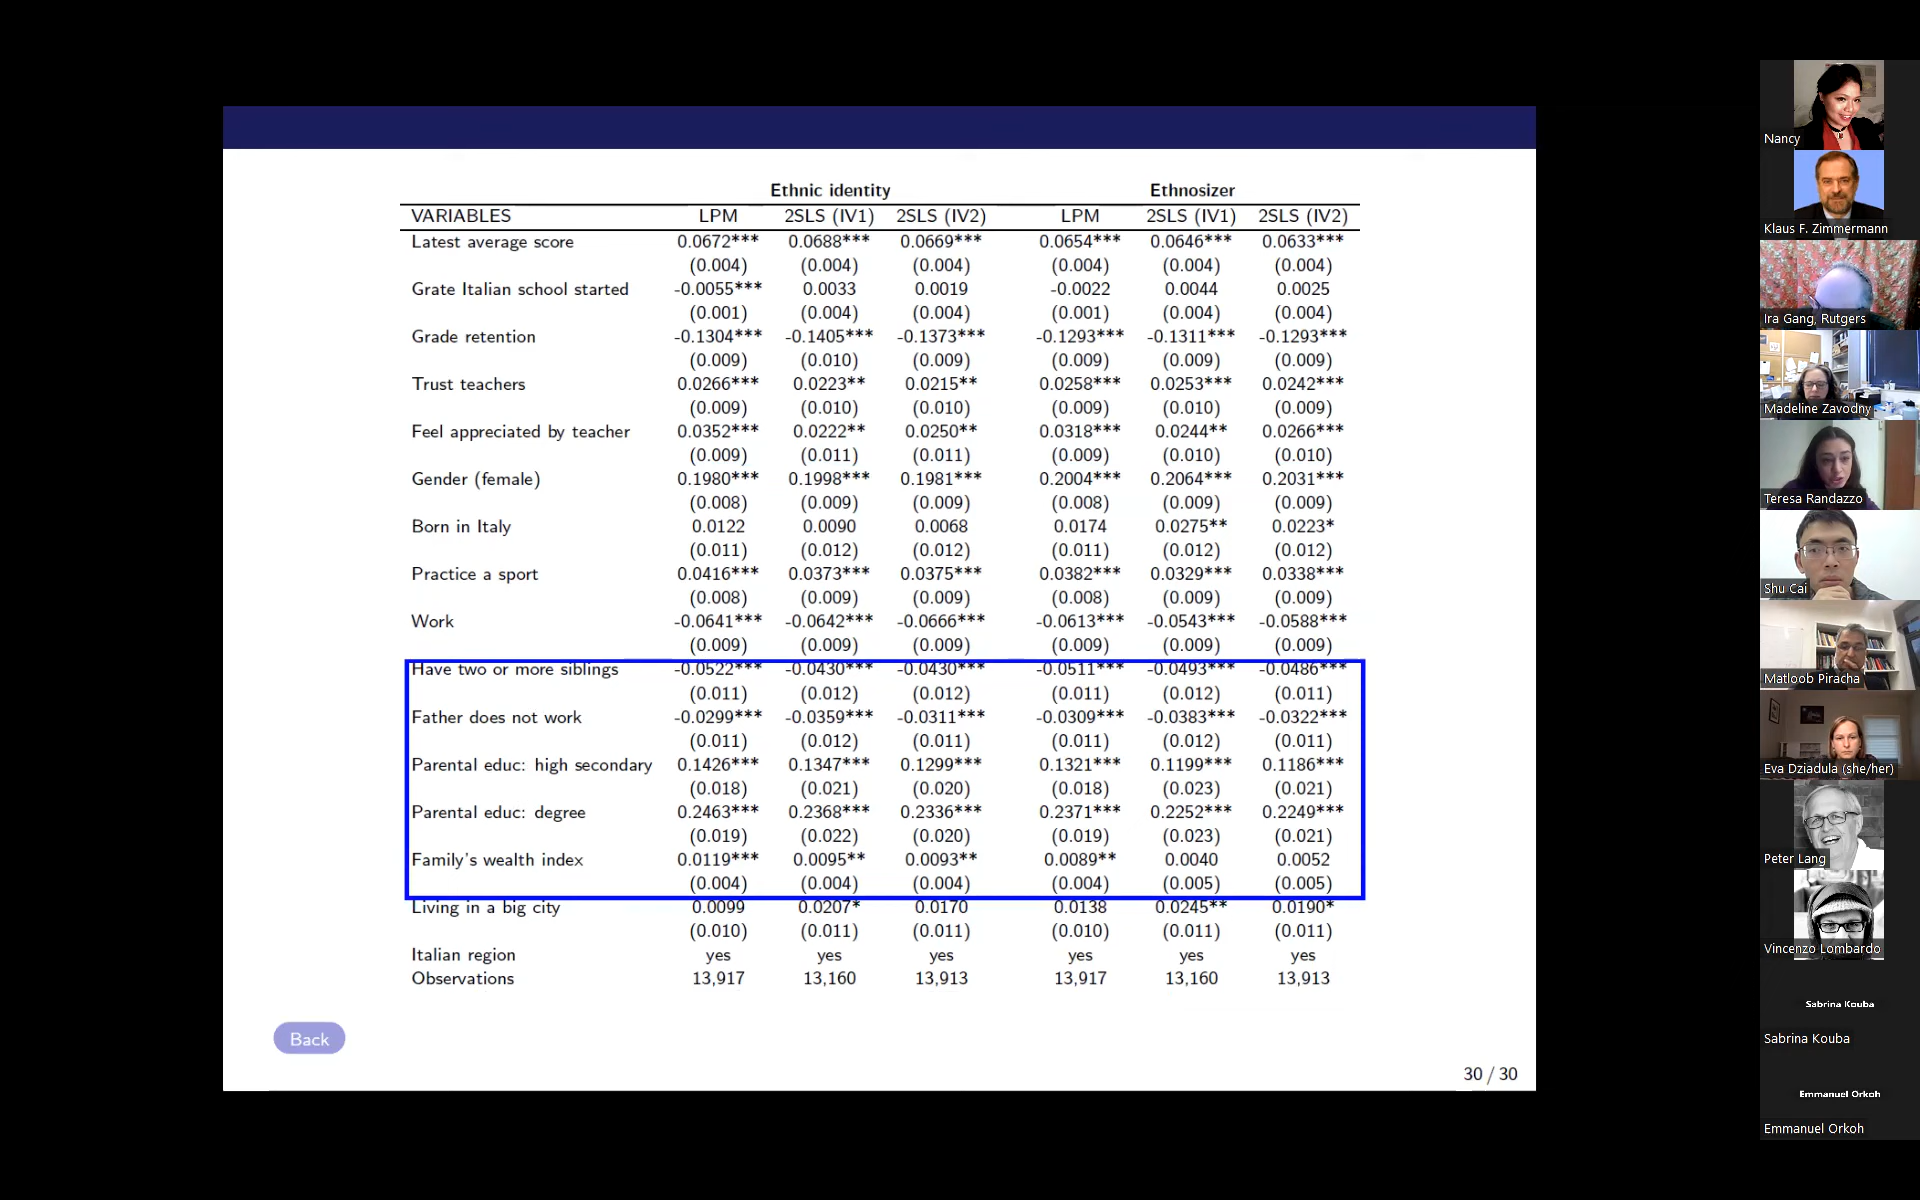 Ethnic identity Ethnosizer
VARIABLES LPM 2SLS (IV1) 2SLS (IV2) LPM 2SLS (IV1) 2SLS (IV2)
Latest average score 0.0672*** 0.0688*** 0.0669*** 0.0654*** 0.0646*** 0.0633***
(0.004) (0.004) (0.004) (0.004) (0.004) (0.004)
Grate Italian school started -0.0055*** 0.0033 0.0019 -0.0022 0.0044 0.0025
(0.001) (0.004) (0.004) (0.001) (0.004) (0.004)
Grade retention -0.1304*** -0.1405*** -0.1373*** -0.1293*** -0.1311*** -0.1293***
(0.009) (0.010) (0.009) (0.009) (0.009) (0.009)
Trust teachers 0.0266*** 0.0223** 0.0215** 0.0258*** 0.0253*** 0.0242***
(0.009) (0.010) (0.010) (0.009) (0.010) (0.009)
Feel appreciated by teacher 0.0352*** 0.0222** 0.0250** 0.0318*** 0.0244** 0.0266***
(0.009) (0.011) (0.011) (0.009) (0.010) (0.010)
Gender (female) 0.1980*** 0.1998*** 0.1981*** 0.2004*** 0.2064*** 0.2031***
(0.008) (0.009) (0.009) (0.008) (0.009) (0.009)
Born in Italy 0.0122 0.0090 0.0068 0.0174 0.0275** 0.0223*
(0.011) (0.012) (0.012) (0.011) (0.012) (0.012)
Practice a sport 0.0416*** 0.0373*** 0.0375*** 0.0382*** 0.0329*** 0.0338***
(0.008) (0.009) (0.009) (0.008) (0.009) (0.009)
Work -0.0641*** -0.0642*** -0.0666*** -0.0613*** -0.0543*** -0.0588***
(0.009) (0.009) (0.009) (0.009) (0.009) (0.009)
Have two or more siblings -0.0522*** -0.0430*** -0.0430*** -0.0511*** -0.0493*** -0.0486***
(0.011) (0.012) (0.012) (0.011) (0.012) (0.011)
Father does not work -0.0299*** -0.0359*** -0.0311*** -0.0309*** -0.0383*** -0.0322***
(0.011) (0.012) (0.011) (0.011) (0.012) (0.011)
Parental educ: high secondary 0.1426*** 0.1347*** 0.1299*** 0.1321*** 0.1199*** 0.1186***
(0.018) (0.021) (0.020) (0.018) (0.023) (0.021)
Parental educ: degree 0.2463*** 0.2368*** 0.2336*** 0.2371*** 0.2252*** 0.2249***
(0.019) (0.022) (0.020) (0.019) (0.023) (0.021)
Family's wealth index 0.0119*** 0.0095** 0.0093** 0.0089** 0.0040 0.0052
(0.004) (0.004) (0.004) (0.004) (0.005) (0.005)
Living in a big city 0.0099 0.0207* 0.0170 0.0138 0.0245** 0.0190*
(0.010) (0.011) (0.011) (0.010) (0.011) (0.011)
Italian region yes yes yes yes yes yes
Observations 13,917 13,160 13,913 13,917 13,160 13,913
Back
30 / 30
Nancy
Klaus F. Zimmermann
Ira Gang, Rutgers
Madeline Zavodny
Teresa Randazzo
Shu Cai
Matloob Piracha
Eva Dziadula (she/her)
Peter Lang
Vincenzo Lombardo
Sabrina Kouba
Sabrina Kouba
Emmanuel Orkoh
Emmanuel Orkoh